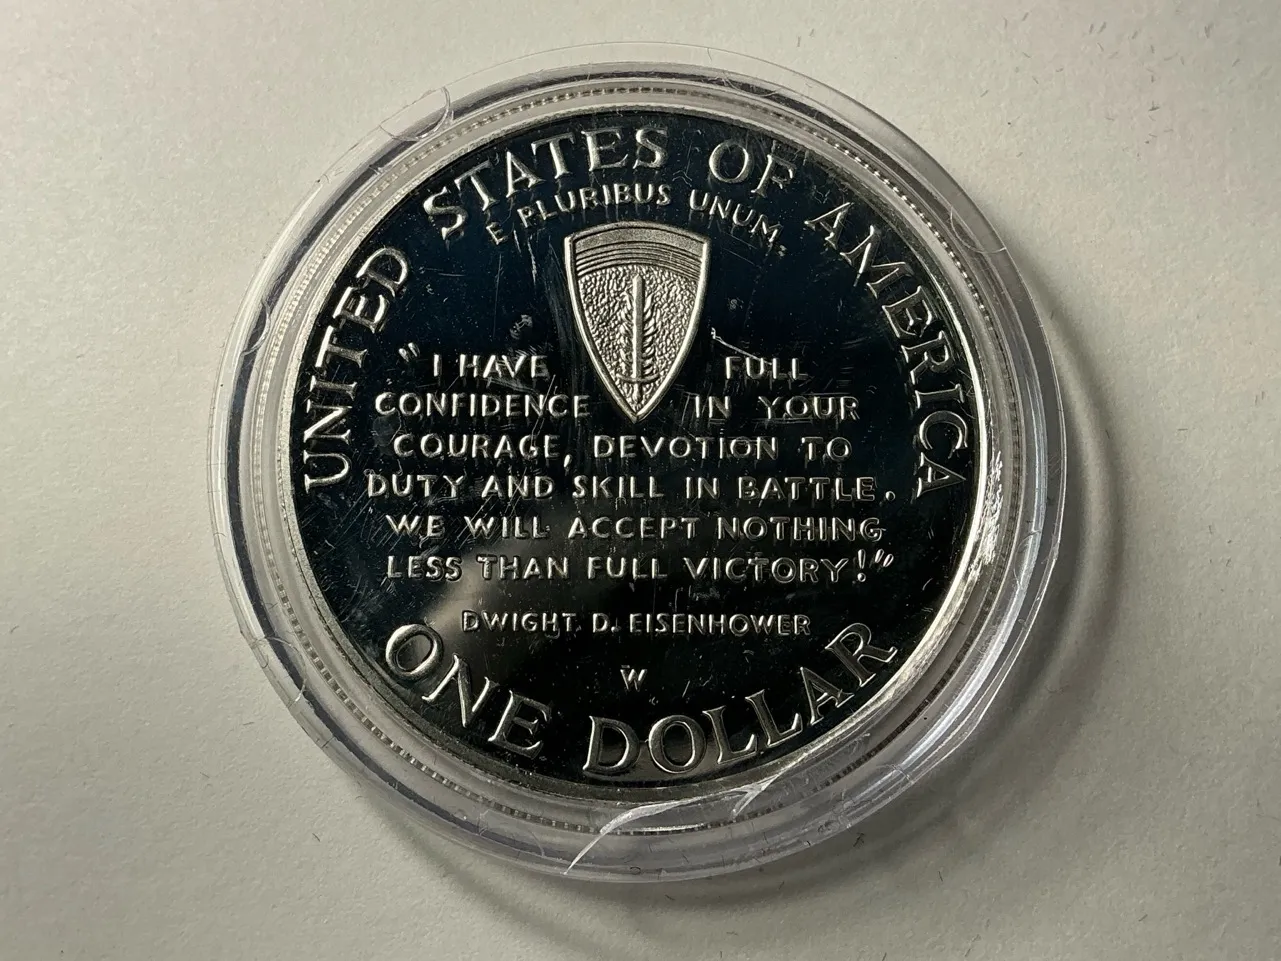 UNITED STATES OF AMERICA
E PLURIBUS UNUM
"I HAVE FULL
CONFIDENCE IN YOUR
COURAGE, DEVOTION TO
DUTY AND SKILL IN BATTLE.
WE WILL ACCEPT NOTHING
LESS THAN FULL VICTORY!"
DWIGHT D. EISENHOWER
W
ONE DOLLAR